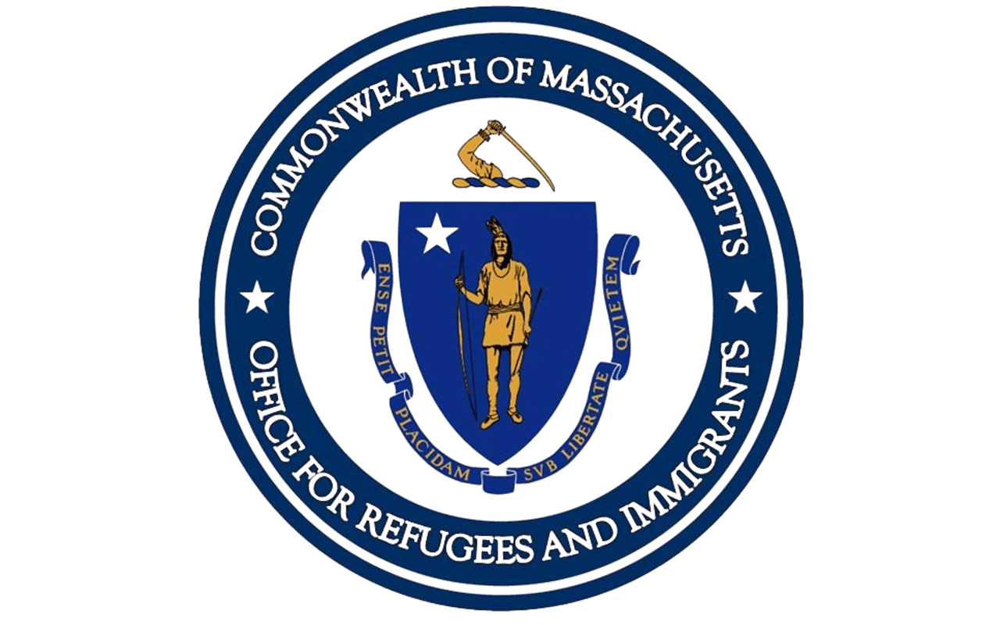 COMMONWEALTH OF MASSACHUSETTS
ENSE PETIT
PLACIDAM
SVB LIBERTATE
QVIETEM
OFFICE FOR REFUGEES AND IMMIGRANTS